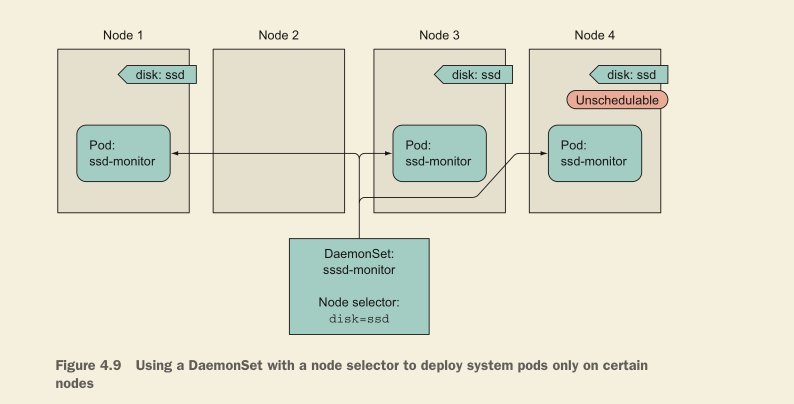 Node 1
Node 2
Node 3
Node 4
disk: ssd
disk: ssd
disk: ssd
Unschedulable
Pod:
ssd-monitor
Pod:
ssd-monitor
Pod:
ssd-monitor
DaemonSet:
sssd-monitor
Node selector:
disk=ssd
Figure 4.9 Using a DaemonSet with a node selector to deploy system pods only on certain
nodes